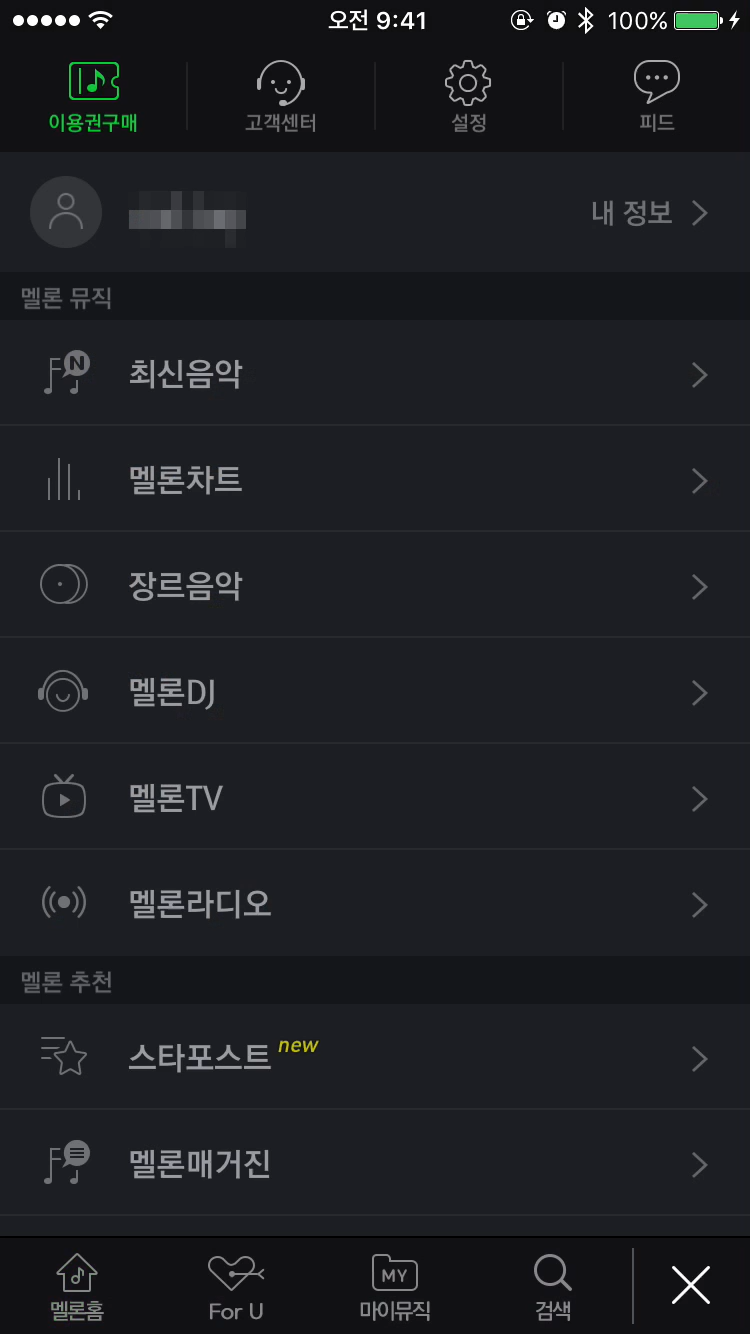 오전 9:41
100%
이용권구매
고객센터
설정
피드
내 정보
멜론 뮤직
N
최신음악
멜론차트
장르음악
멜론DJ
멜론TV
멜론라디오
멜론 추천
스타포스트 new
멜론매거진
MY
멜론홈
For U
마이뮤직
검색